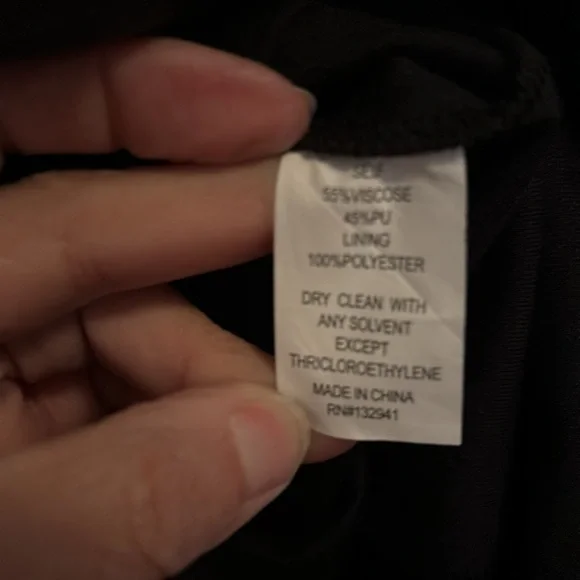 SELF
55%VISCOSE
45%PU
LINING
100%POLYESTER
DRY CLEAN WITH
ANY SOLVENT
EXCEPT
THRICLOROETHYLENE
MADE IN CHINA
RN#132941